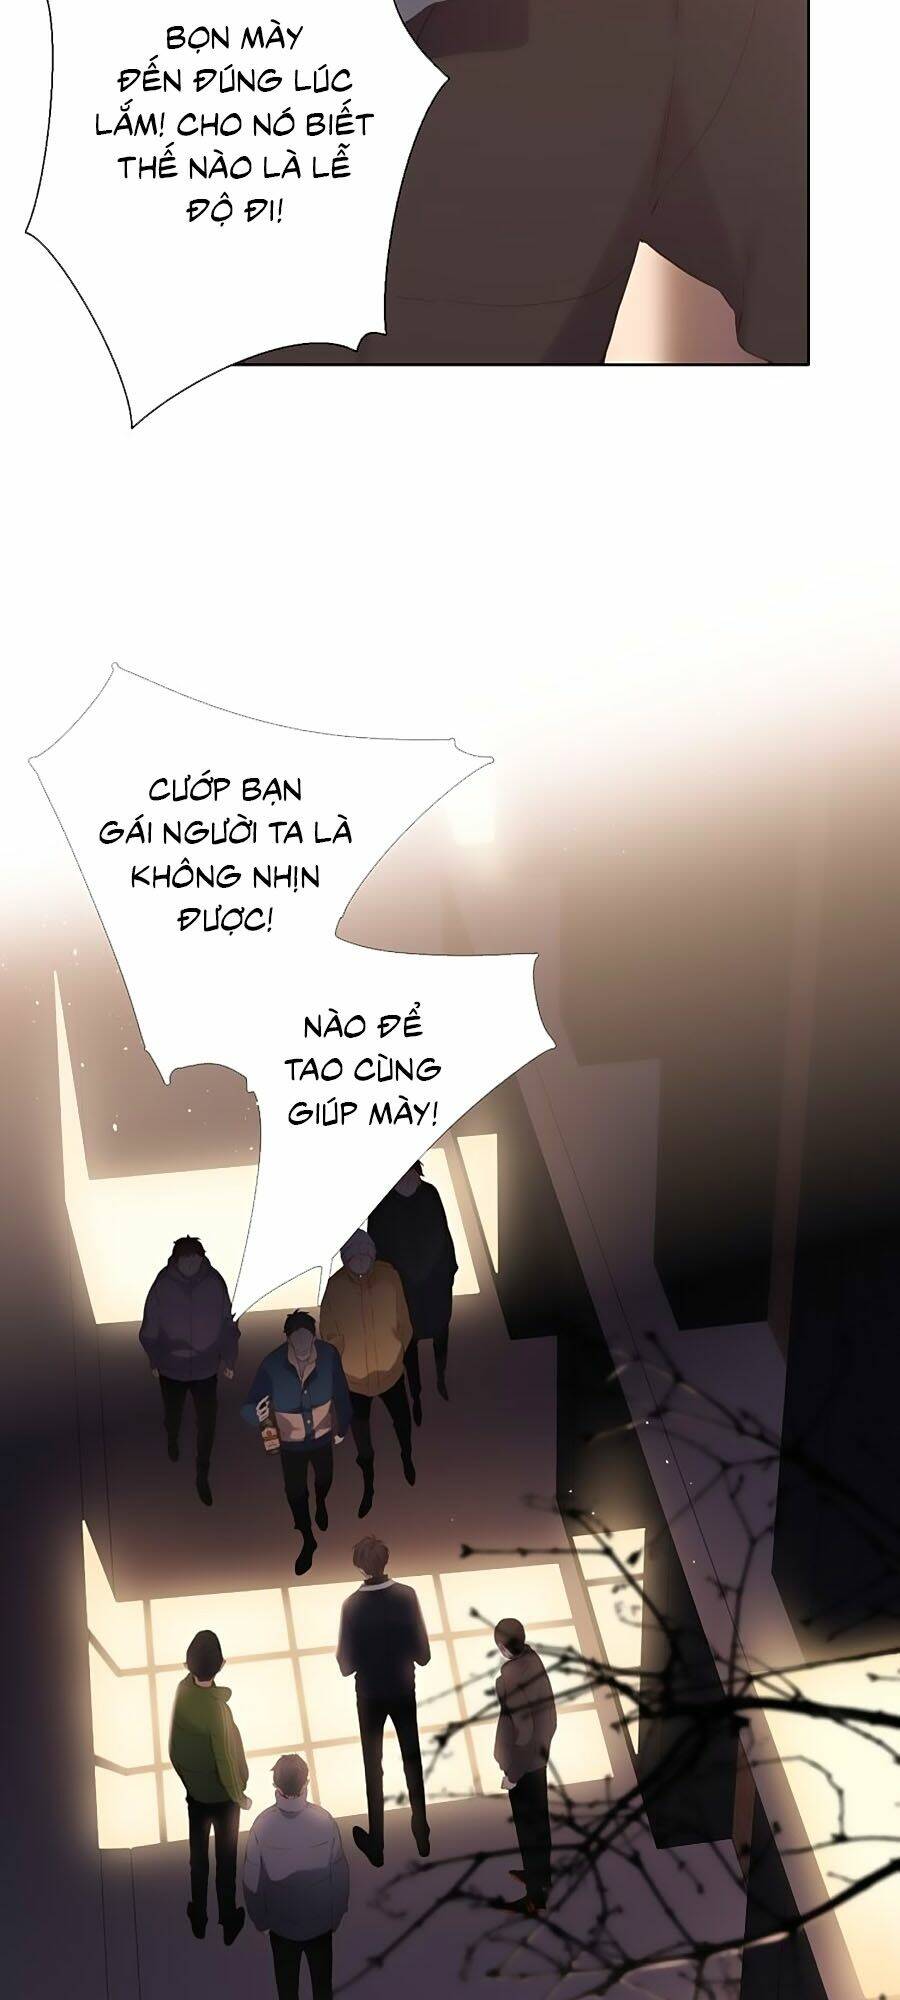 BỌN MÀY
ĐẾN ĐÚNG LÚC
LẮM! CHO NÓ BIẾT
THẾ NÀO LÀ LỄ
ĐỘ ĐI!
CƯỚP BẠN
GÁI NGƯỜI TA LÀ
KHÔNG NHỊN
ĐƯỢC!
NÀO ĐỂ
TAO CÙNG
GIÚP MÀY!